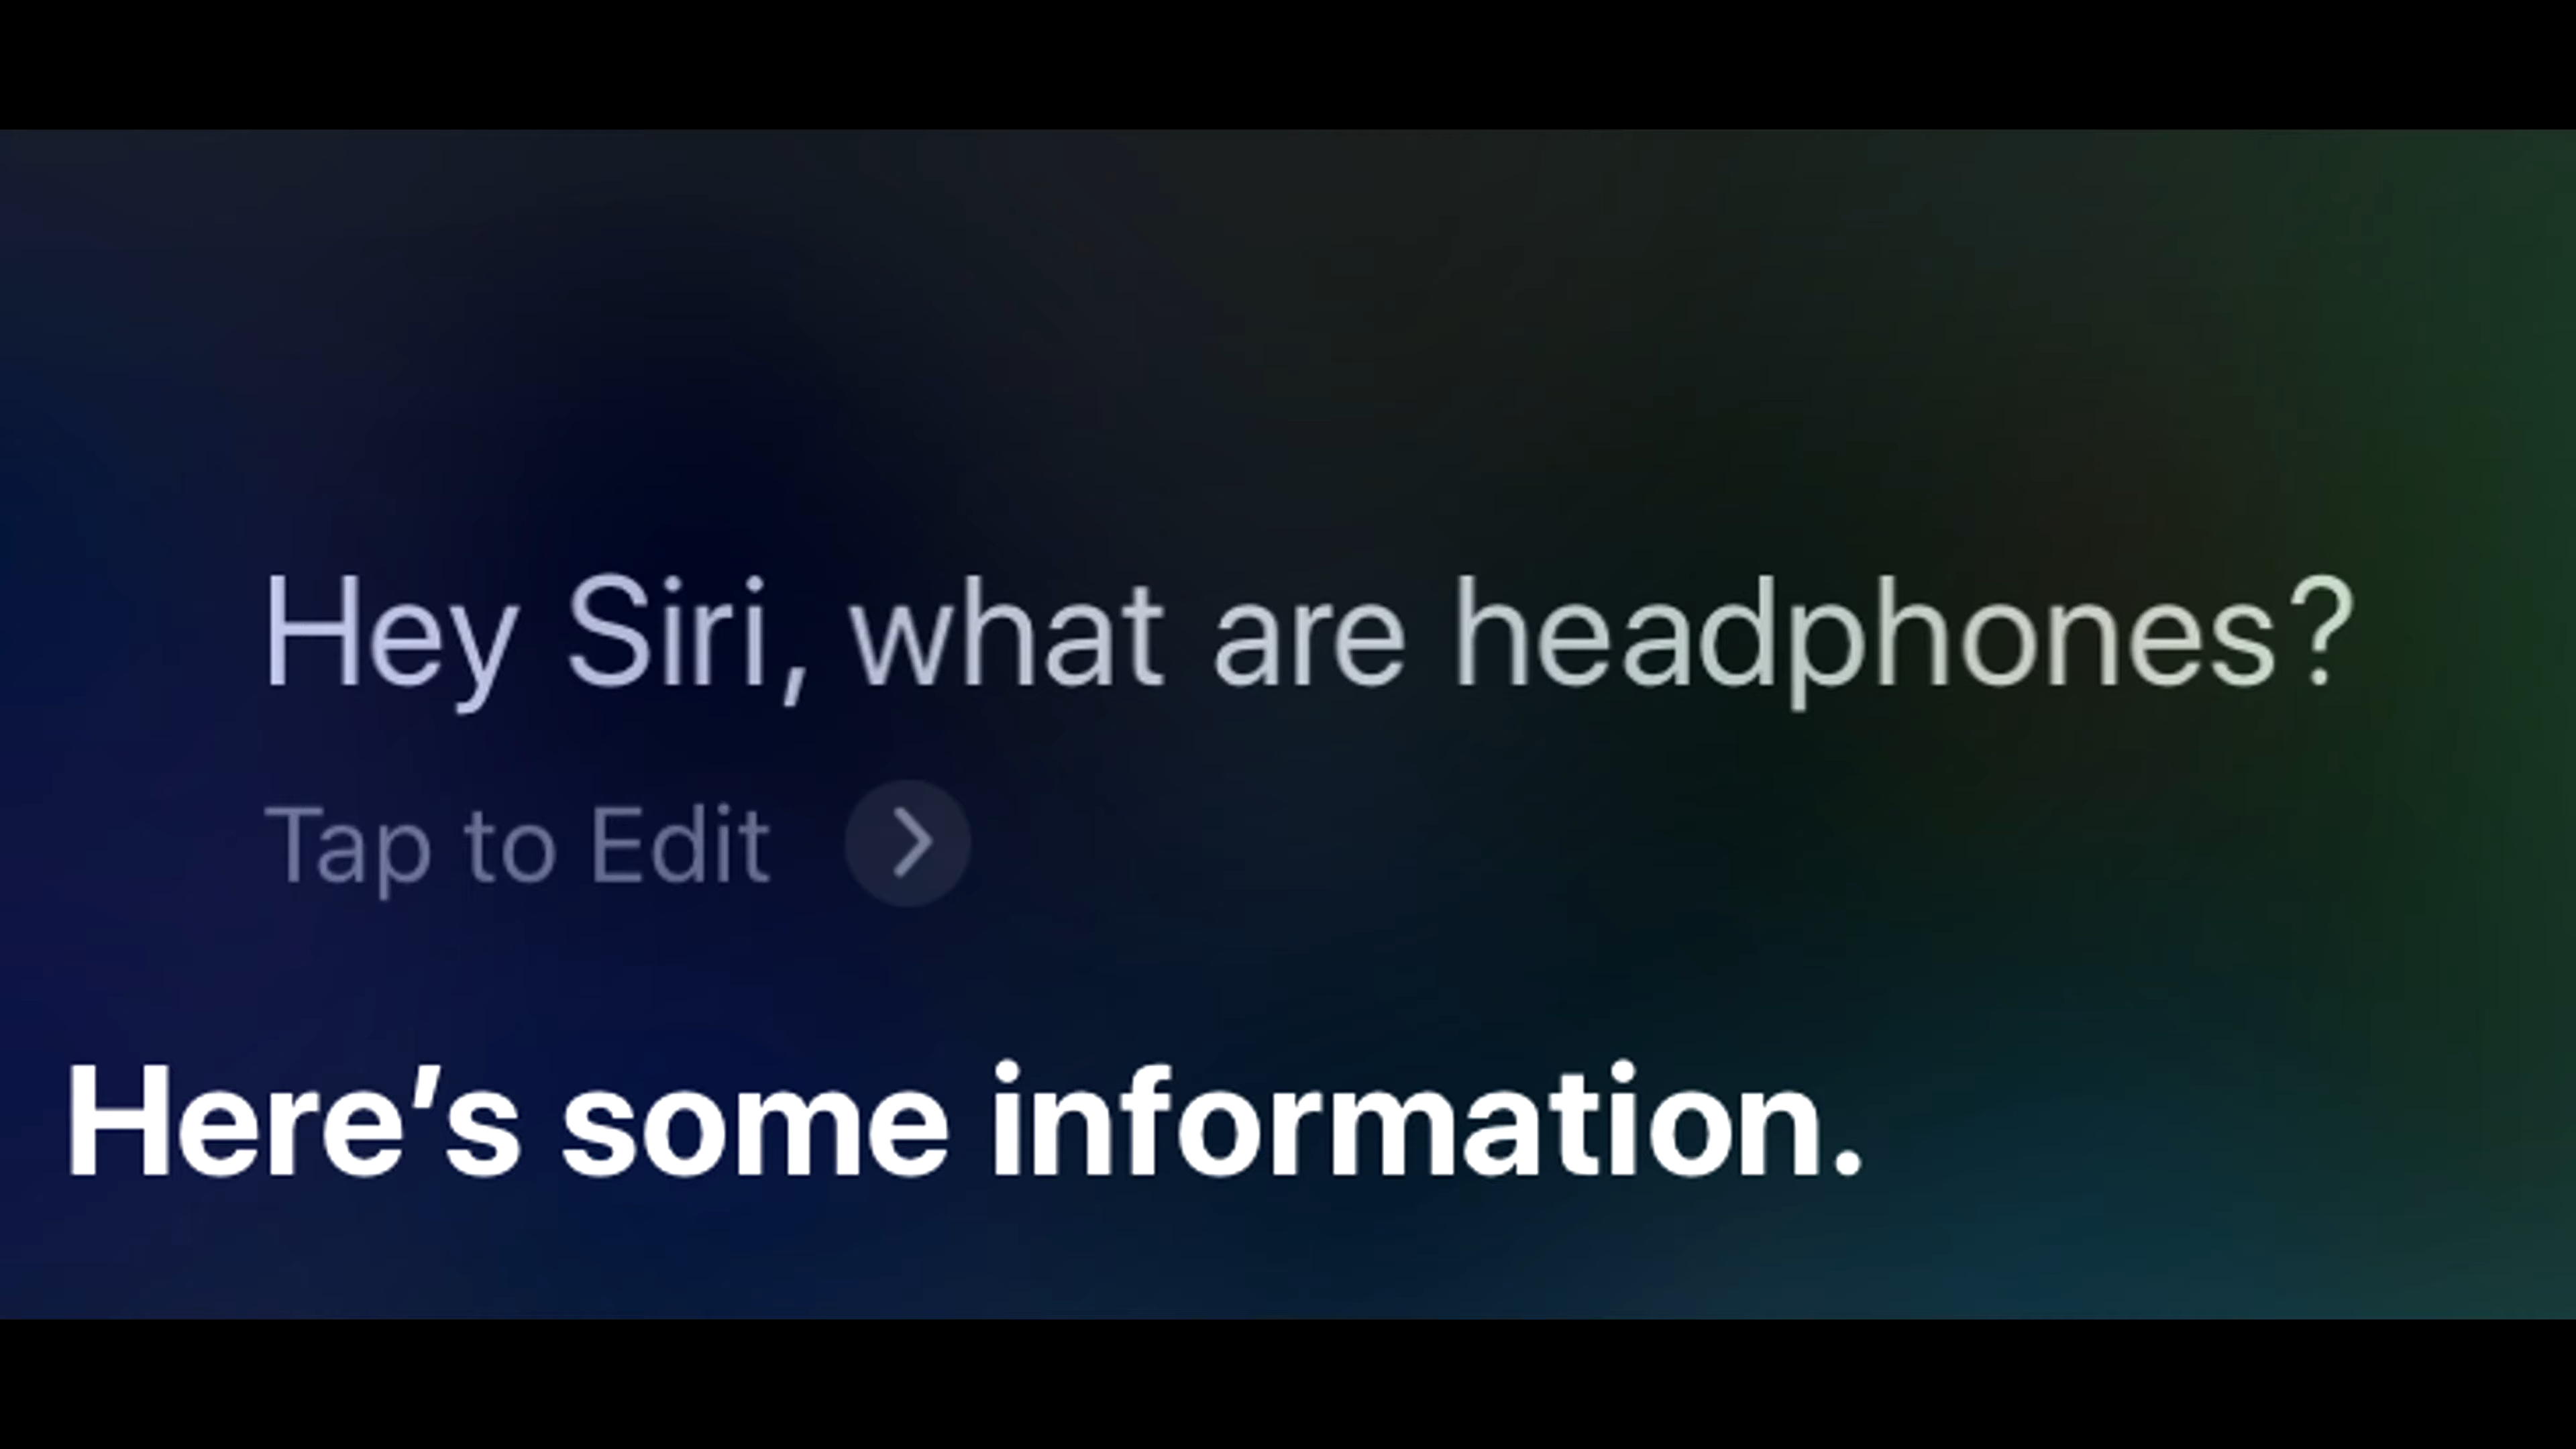 Hey Siri, what are headphones?
Tap to Edit
Here’s some information.